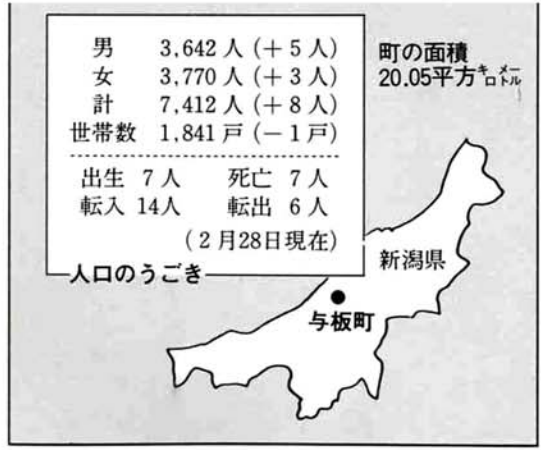 男 3,642人(+5人)
女 3,770人(+3人)
計 7,412人(+8人)
世帯数 1,841戸(-1戸)
出生 7人 死亡 7人
転入 14人 転出 6人
(2月28日現在)
人口のうごき
町の面積
20.05平方キロメートル
新潟県
与板町